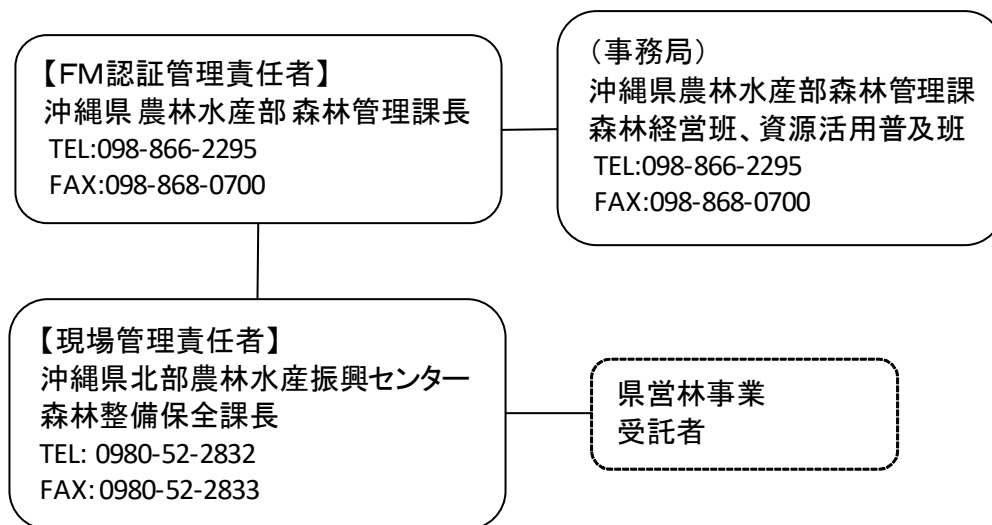 【ＦＭ認証管理責任者】
沖縄県 農林水産部 森林管理課長
TEL:098-866-2295
FAX:098-868-0700
（事務局）
沖縄県農林水産部森林管理課
森林経営班、資源活用普及班
TEL:098-866-2295
FAX:098-868-0700
【現場管理責任者】
沖縄県北部農林水産振興センター
森林整備保全課長
TEL: 0980-52-2832
FAX: 0980-52-2833
県営林事業
受託者